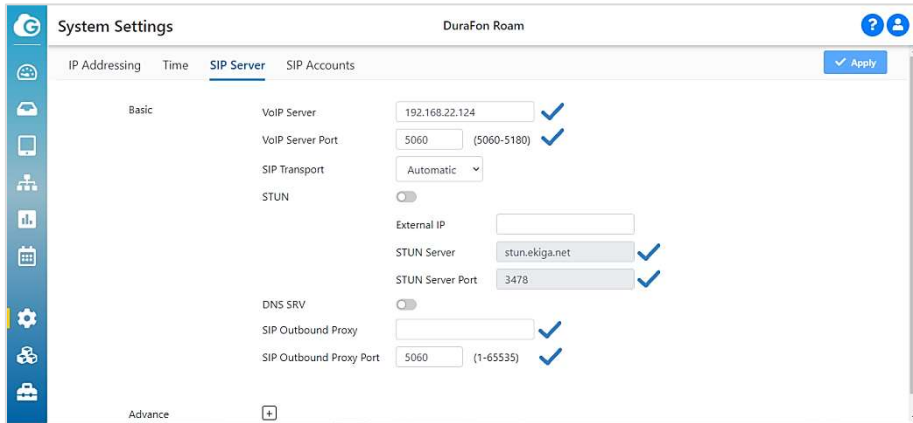 System Settings
DuraFon Roam
IP Addressing Time SIP Server SIP Accounts
Apply
Basic
VoIP Server 192.168.22.124
VoIP Server Port 5060 (5060-5180)
SIP Transport Automatic
STUN
External IP
STUN Server stun.ekiga.net
STUN Server Port 3478
DNS SRV
SIP Outbound Proxy
SIP Outbound Proxy Port 5060 (1-65535)
Advance